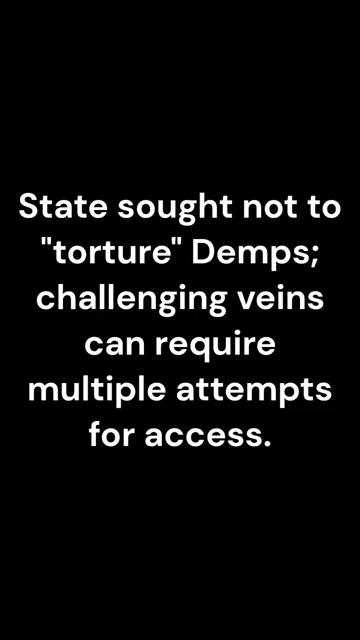 State sought not to
"torture" Demps;
challenging veins
can require
multiple attempts
for access.